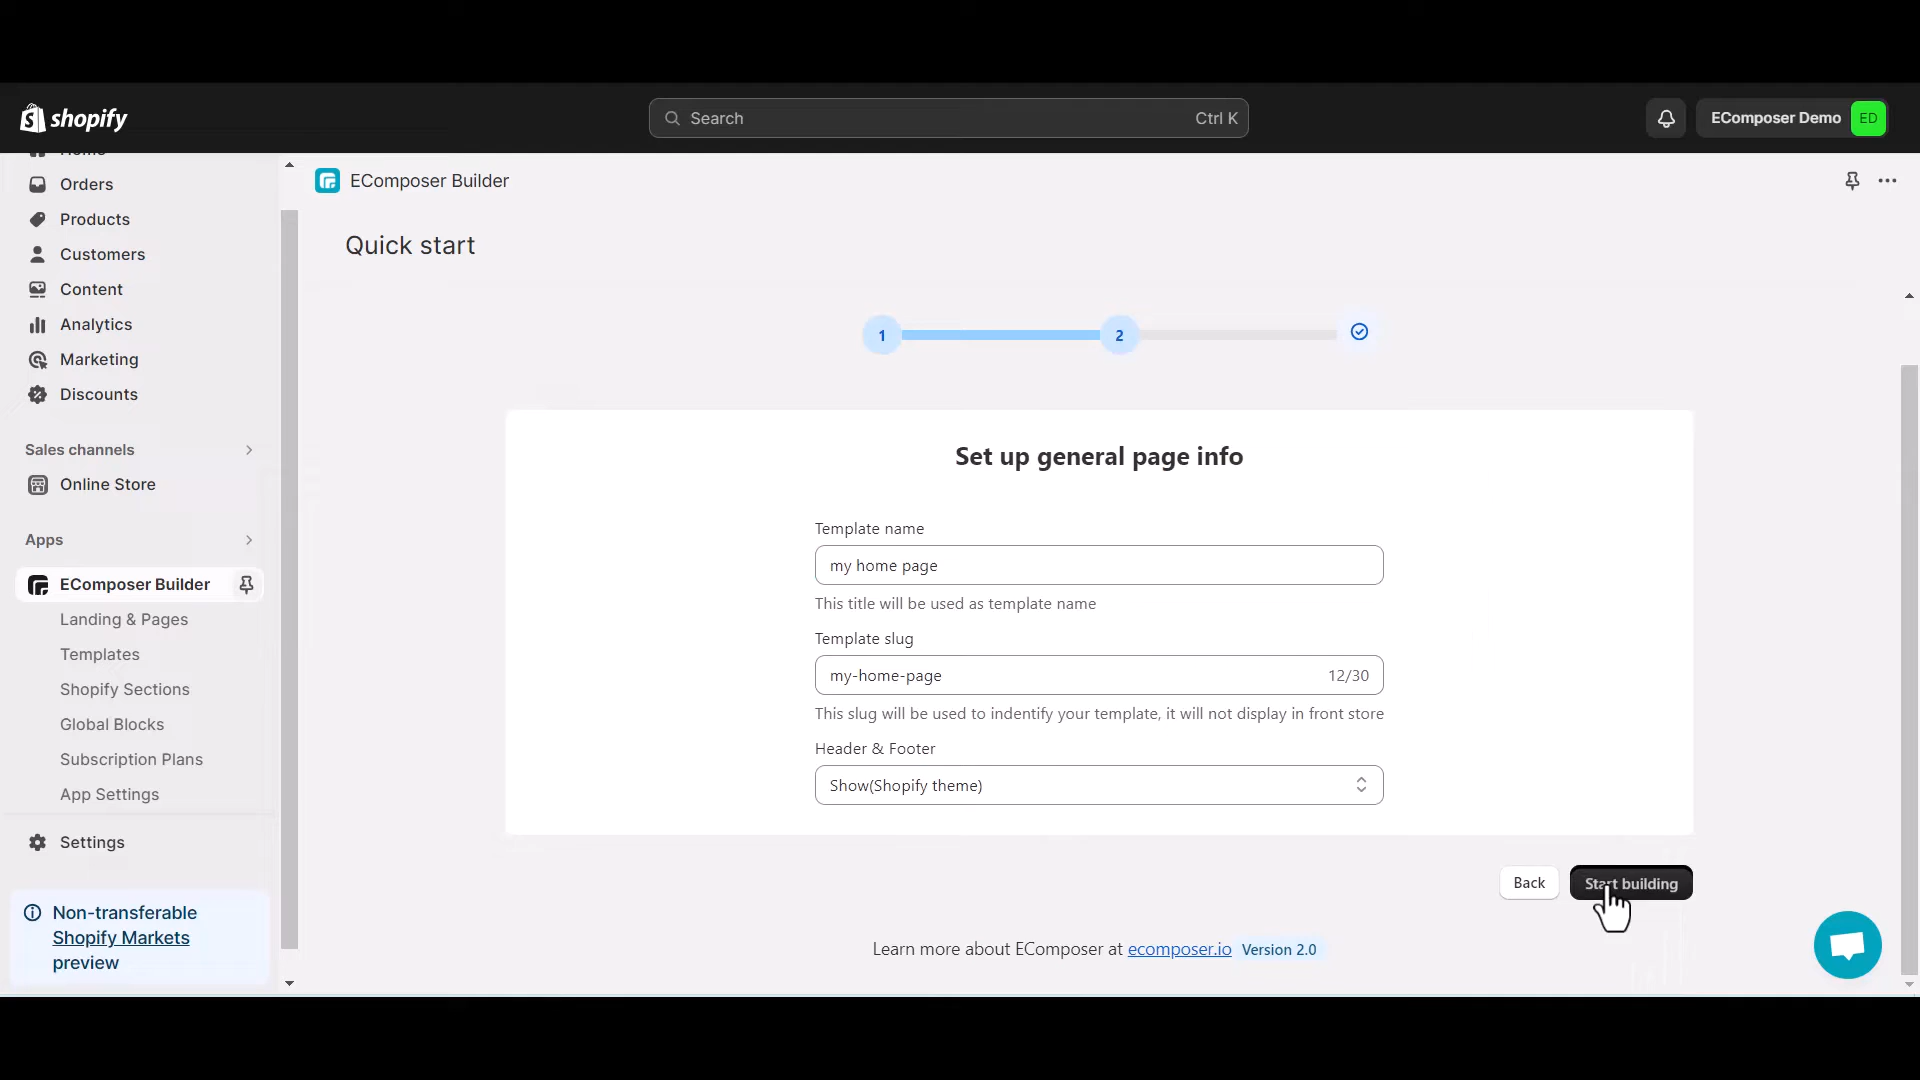 shopify
Search
Ctrl K
EComposer Demo
ED
Home
Orders
Products
Customers
Content
Analytics
Marketing
Discounts
Sales channels
Online Store
Apps
EComposer Builder
Landing & Pages
Templates
Shopify Sections
Global Blocks
Subscription Plans
App Settings
Settings
Non-transferable
Shopify Markets
preview
EComposer Builder
Quick start
1
2
Set up general page info
Template name
my home page
This title will be used as template name
Template slug
my-home-page
12/30
This slug will be used to indentify your template, it will not display in front store
Header & Footer
Show(Shopify theme)
Back
Start building
Learn more about EComposer at ecomposer.io Version 2.0